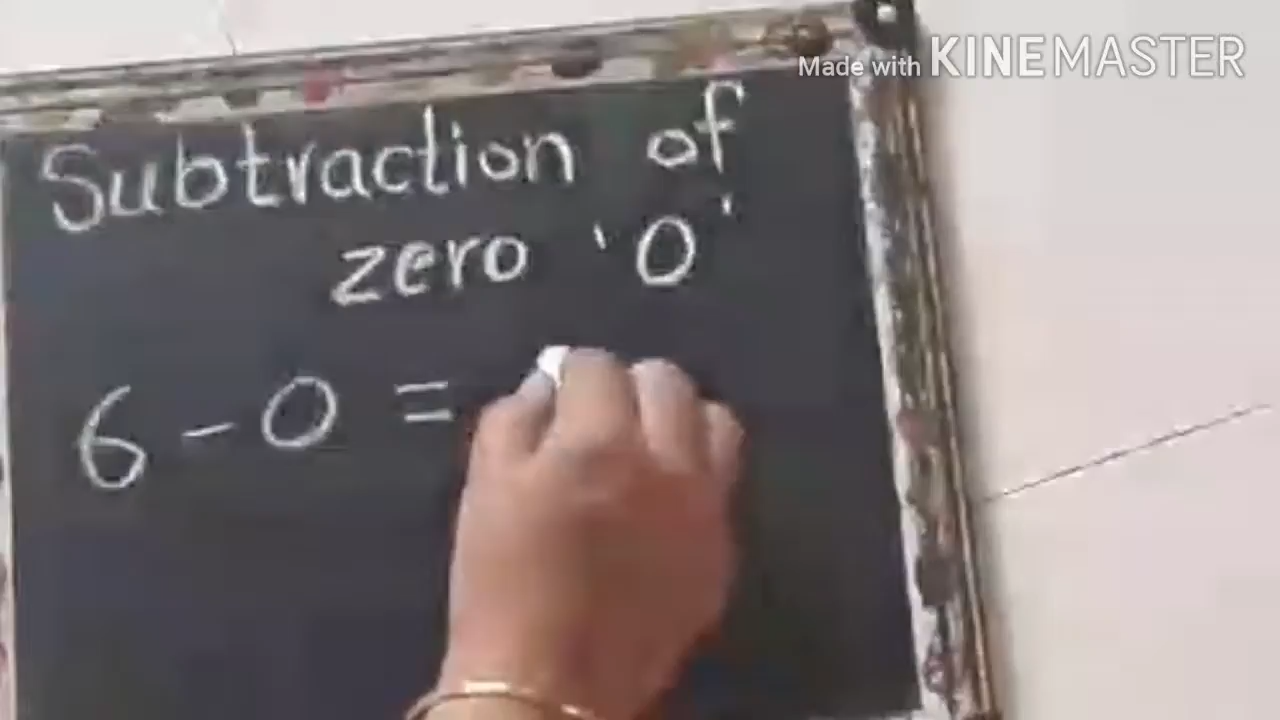 Made with KINEMASTER
Subtraction of
zero '0'
6 - 0 =